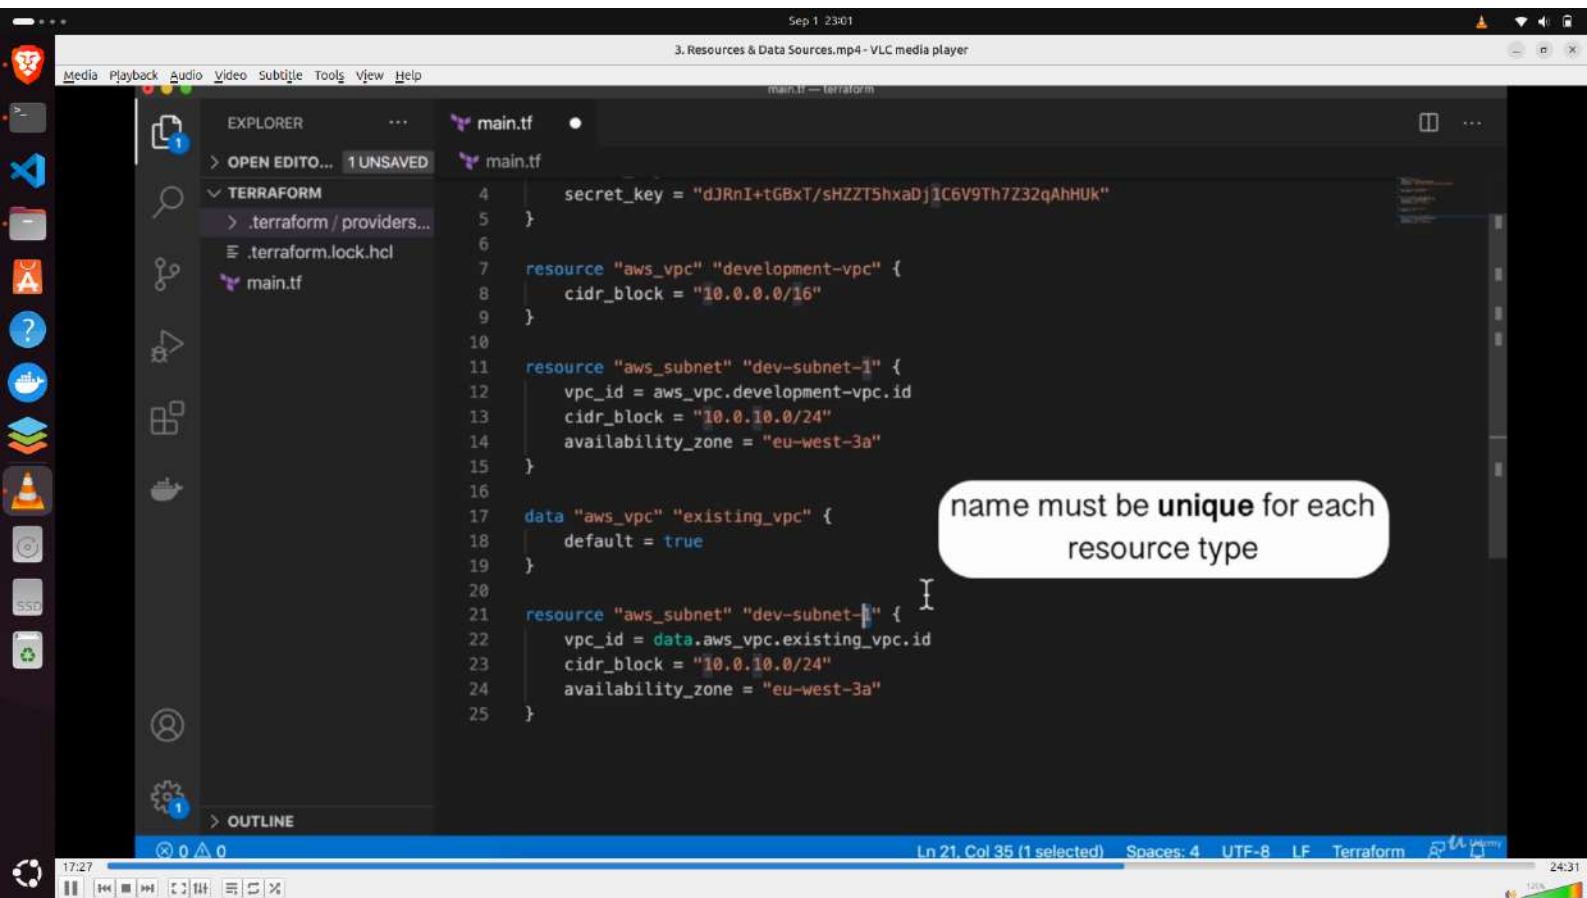 Sep 1 23:01
3. Resources & Data Sources.mp4 - VLC media player
Media Playback Audio Video Subtitle Tools View Help
main.tf — terraform
EXPLORER
main.tf
OPEN EDITO... 1 UNSAVED
main.tf
TERRAFORM
.terraform / providers...
.terraform.lock.hcl
main.tf
4 secret_key = "dJRnI+tGBxT/sHZZT5hxaDj1C6V9Th7Z32qAhHUk"
5 }
6
7 resource "aws_vpc" "development-vpc" {
8 cidr_block = "10.0.0.0/16"
9 }
10
11 resource "aws_subnet" "dev-subnet-1" {
12 vpc_id = aws_vpc.development-vpc.id
13 cidr_block = "10.0.10.0/24"
14 availability_zone = "eu-west-3a"
15 }
16
17 data "aws_vpc" "existing_vpc" {
18 default = true
19 }
20
21 resource "aws_subnet" "dev-subnet-1" {
22 vpc_id = data.aws_vpc.existing_vpc.id
23 cidr_block = "10.0.10.0/24"
24 availability_zone = "eu-west-3a"
25 }
name must be unique for each
resource type
OUTLINE
0 0
Ln 21, Col 35 (1 selected) Spaces: 4 UTF-8 LF Terraform
Udemy
17:27
24:31
120%
SSD
1
1